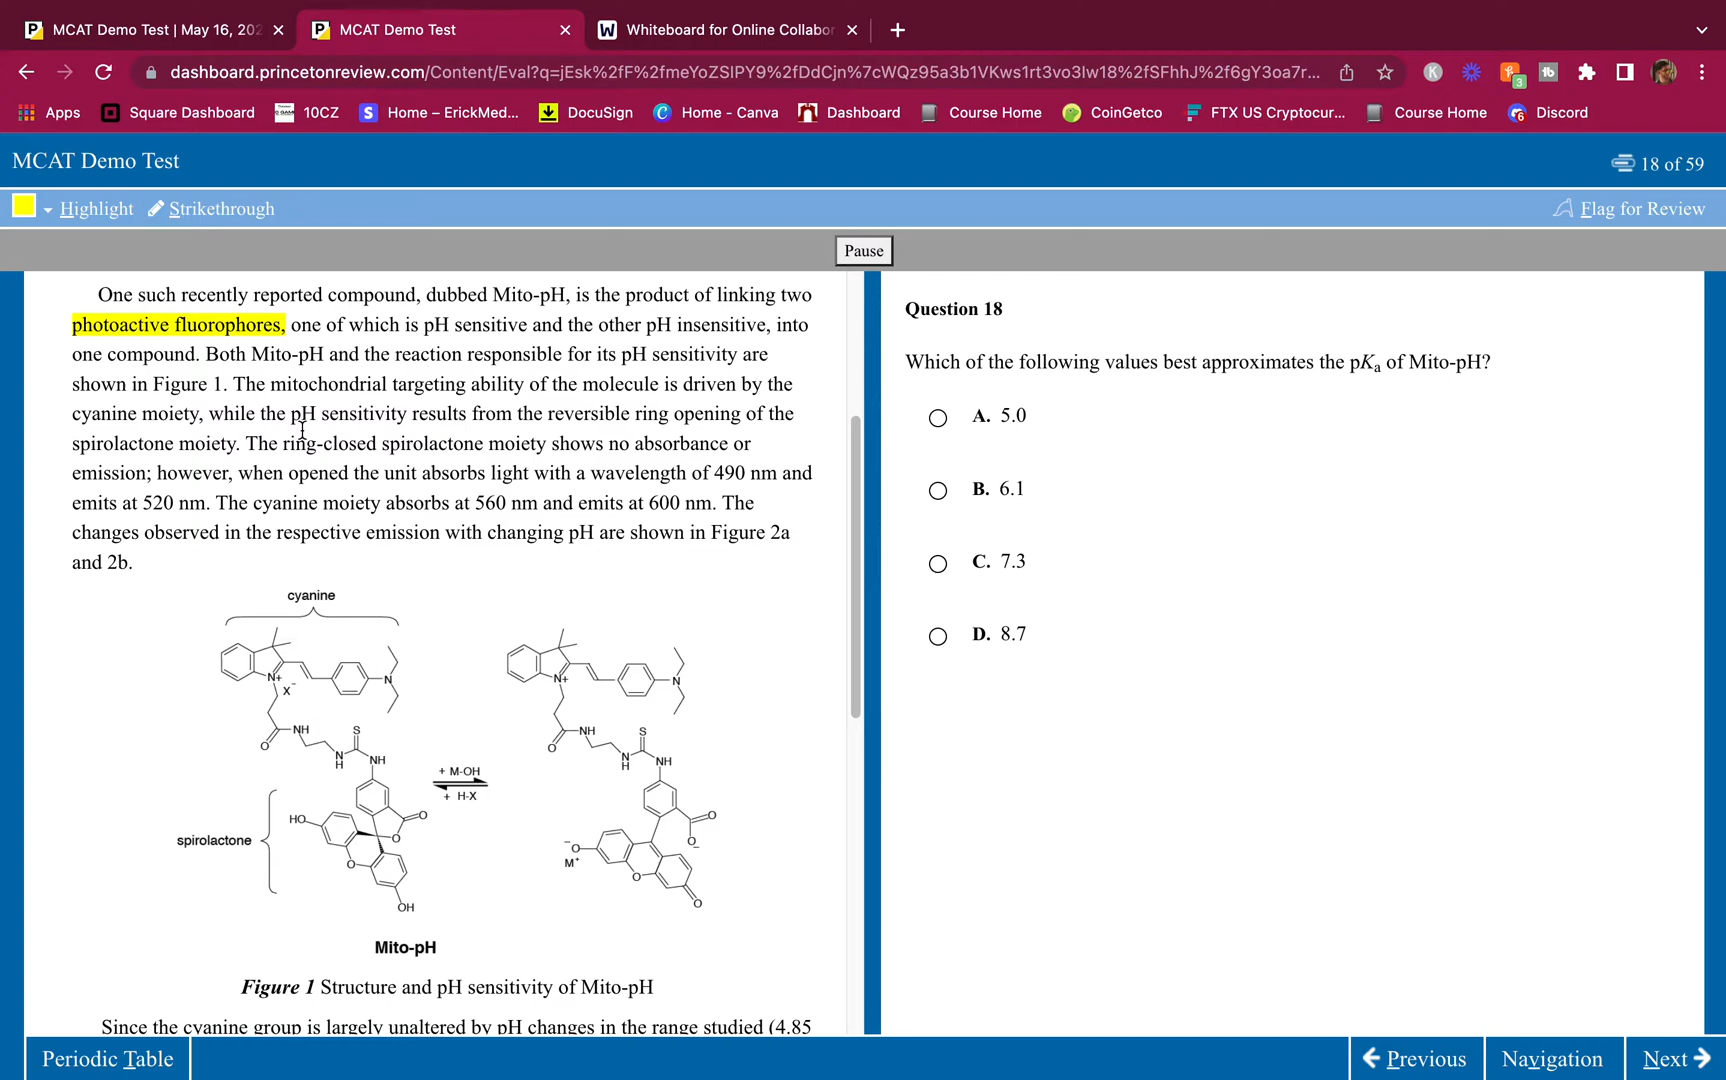 MCAT Demo Test | May 16, 202
MCAT Demo Test
Whiteboard for Online Collabor
dashboard.princetonreview.com/Content/Eval?q=jEsk%2fF%2fmeYoZSIPY9%2fDdCjn%7cWQz95a3b1VKws1rt3vo3Iw18%2fSFhhJ%2f6gY3oa7r...
Apps
Square Dashboard
10CZ
Home – ErickMed...
DocuSign
Home - Canva
Dashboard
Course Home
CoinGetco
FTX US Cryptocur...
Course Home
Discord
MCAT Demo Test
18 of 59
Highlight
Strikethrough
Flag for Review
Pause
One such recently reported compound, dubbed Mito-pH, is the product of linking two
photoactive fluorophores, one of which is pH sensitive and the other pH insensitive, into
one compound. Both Mito-pH and the reaction responsible for its pH sensitivity are
shown in Figure 1. The mitochondrial targeting ability of the molecule is driven by the
cyanine moiety, while the pH sensitivity results from the reversible ring opening of the
spirolactone moiety. The ring-closed spirolactone moiety shows no absorbance or
emission; however, when opened the unit absorbs light with a wavelength of 490 nm and
emits at 520 nm. The cyanine moiety absorbs at 560 nm and emits at 600 nm. The
changes observed in the respective emission with changing pH are shown in Figure 2a
and 2b.
cyanine
N+
X⁻
N
N+
N
O
NH
S
N
H
NH
O
NH
S
N
H
NH
+ M-OH
+ H-X
spirolactone
HO
O
O
O
OH
⁻O
M⁺
O
O⁻
O
O
Mito-pH
Figure 1 Structure and pH sensitivity of Mito-pH
Since the cyanine group is largely unaltered by pH changes in the range studied (4.85
Question 18
Which of the following values best approximates the pKₐ of Mito-pH?
A. 5.0
B. 6.1
C. 7.3
D. 8.7
Periodic Table
Previous
Navigation
Next